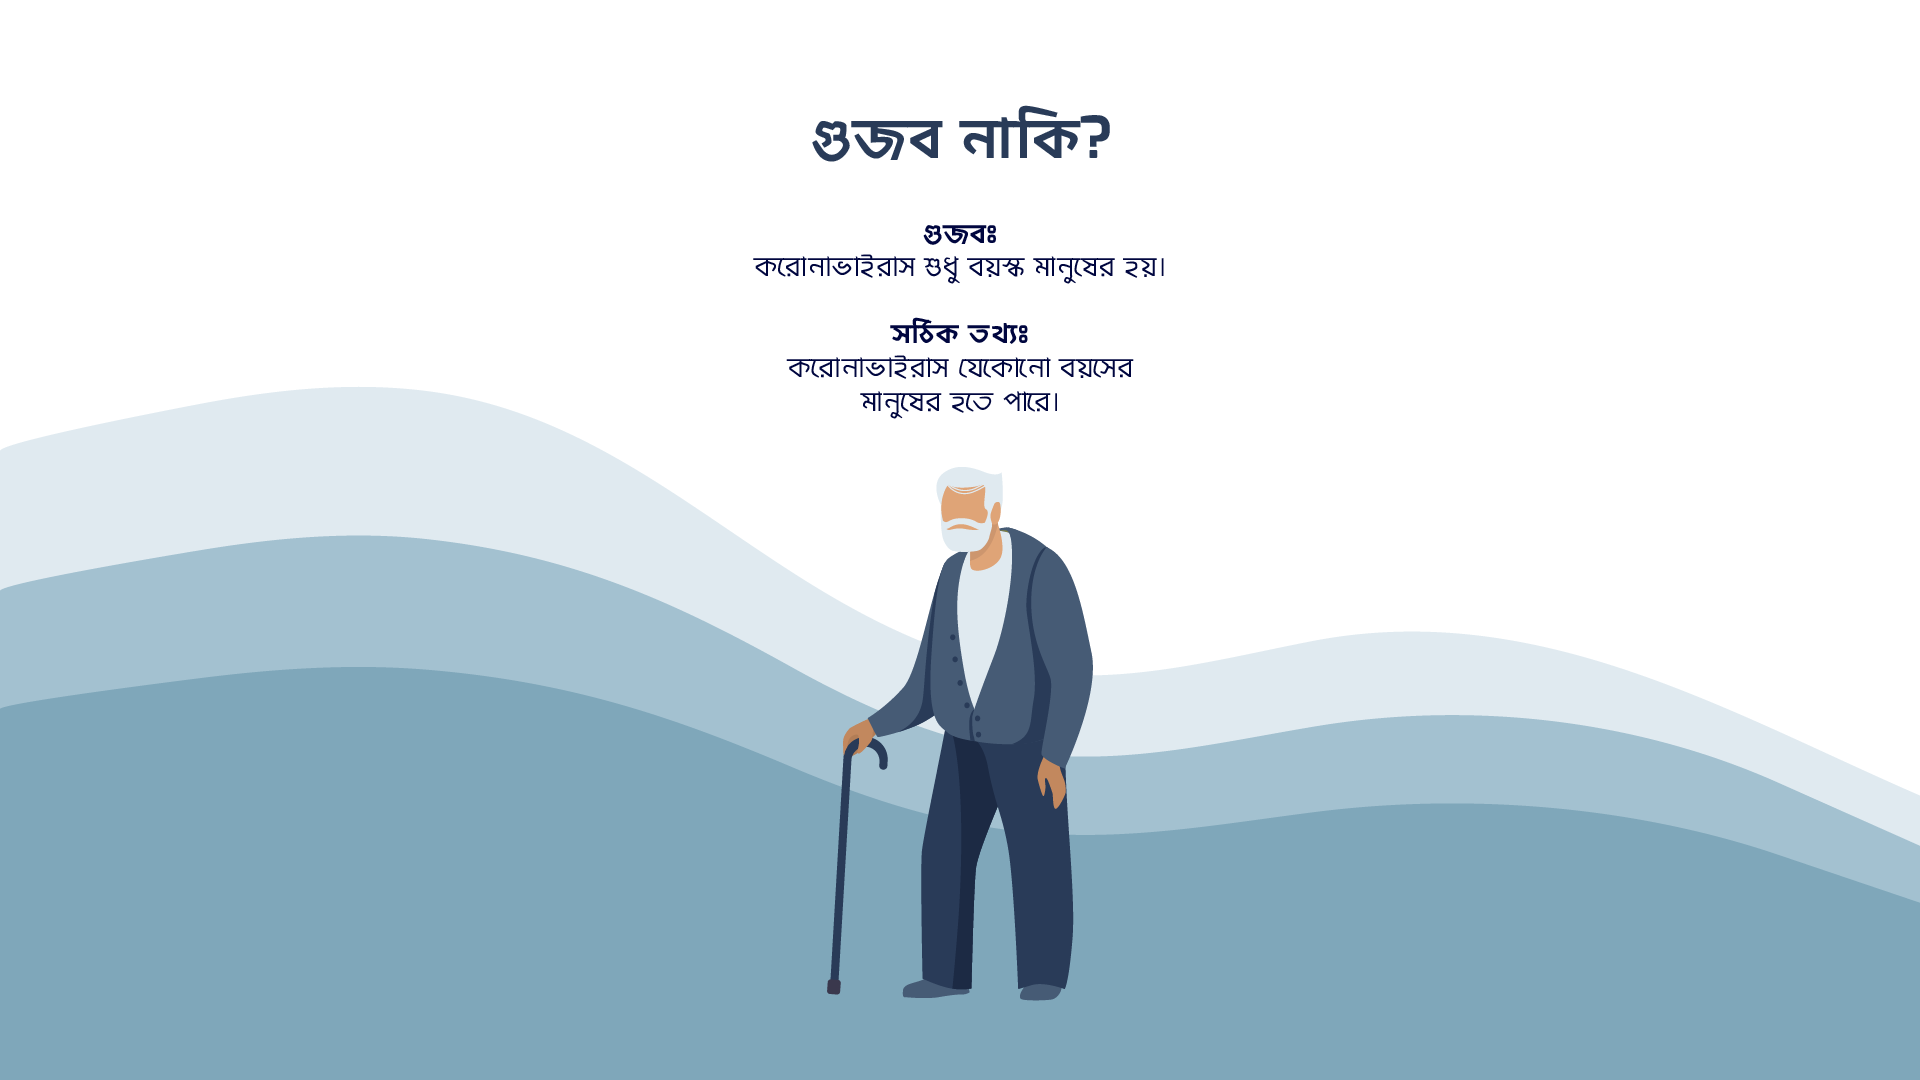 গুজব নাকি?
গুজবঃ
করোনাভাইরাস শুধু বয়স্ক মানুষের হয়।
সঠিক তথ্যঃ
করোনাভাইরাস যেকোনো বয়সের
মানুষের হতে পারে।